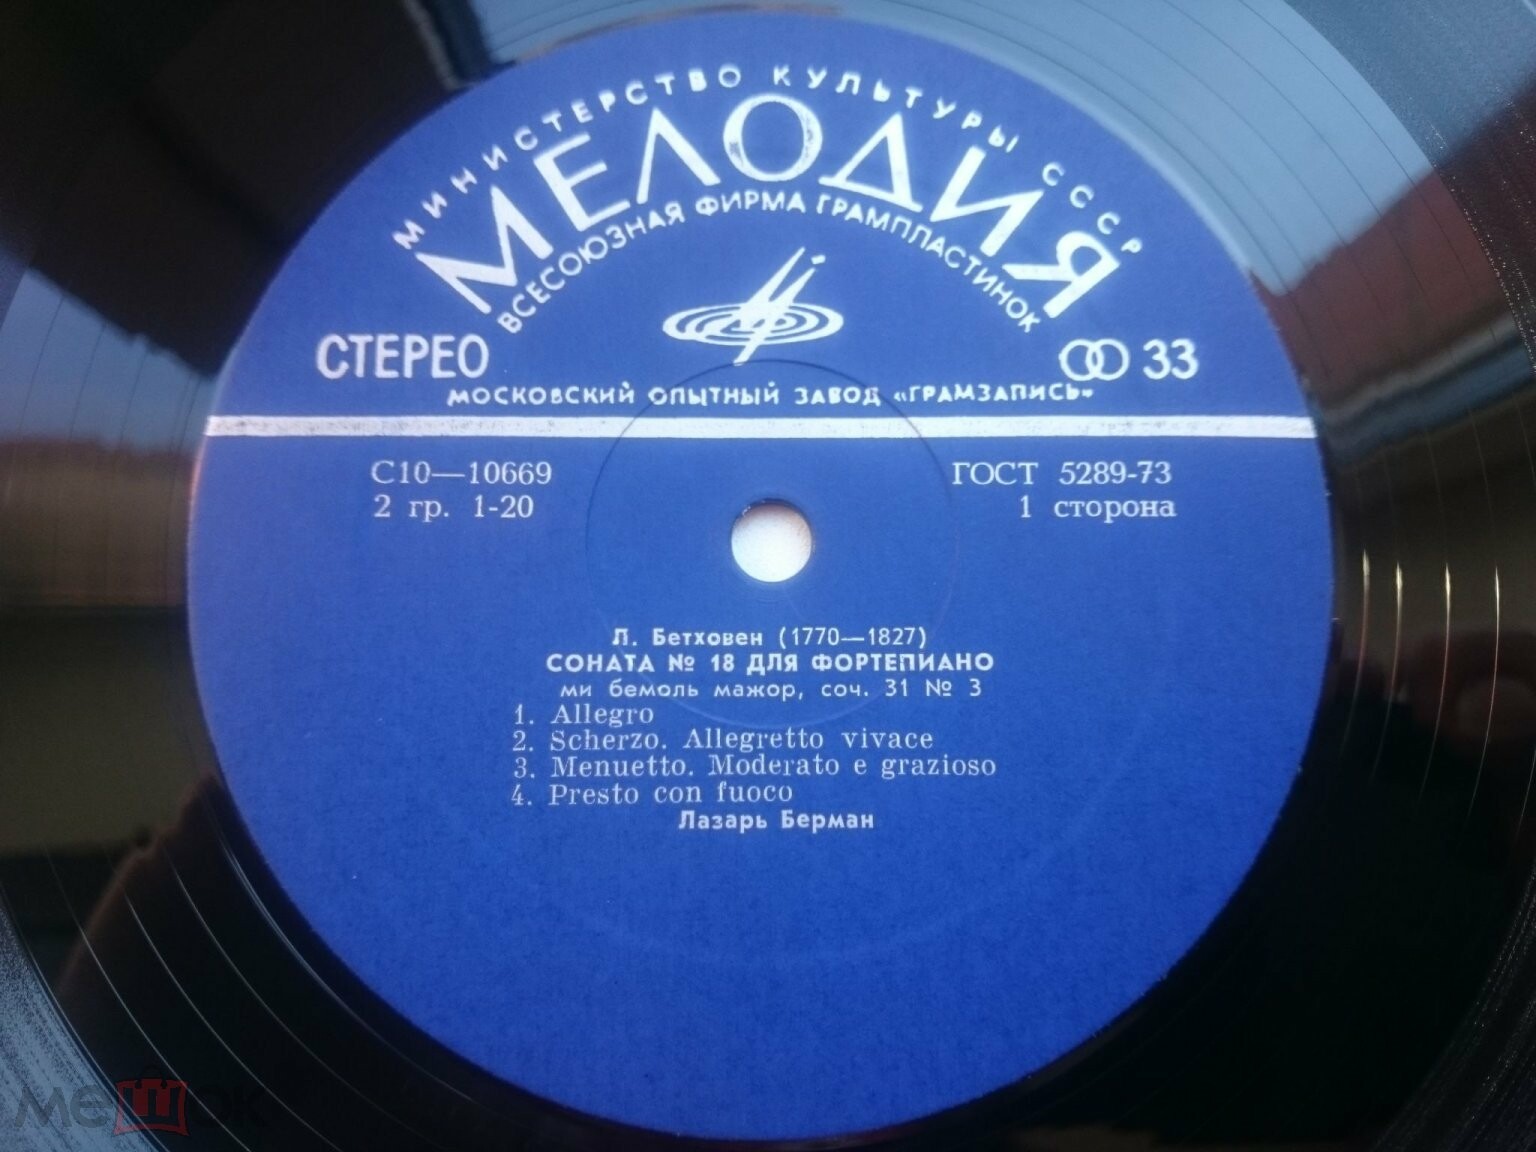 МИНИСТЕРСТВО КУЛЬТУРЫ СССР
МЕЛОДИЯ
ВСЕСОЮЗНАЯ ФИРМА ГРАМПЛАСТИНОК
СТЕРЕО
33
МОСКОВСКИЙ ОПЫТНЫЙ ЗАВОД «ГРАМЗАПИСЬ»
С10—10669
ГОСТ 5289-73
2 гр. 1-20
1 сторона
Л. Бетховен (1770—1827)
СОНАТА № 18 ДЛЯ ФОРТЕПИАНО
ми бемоль мажор, соч. 31 № 3
1. Allegro
2. Scherzo. Allegretto vivace
3. Menuetto. Moderato e grazioso
4. Presto con fuoco
Лазарь Берман
мешок